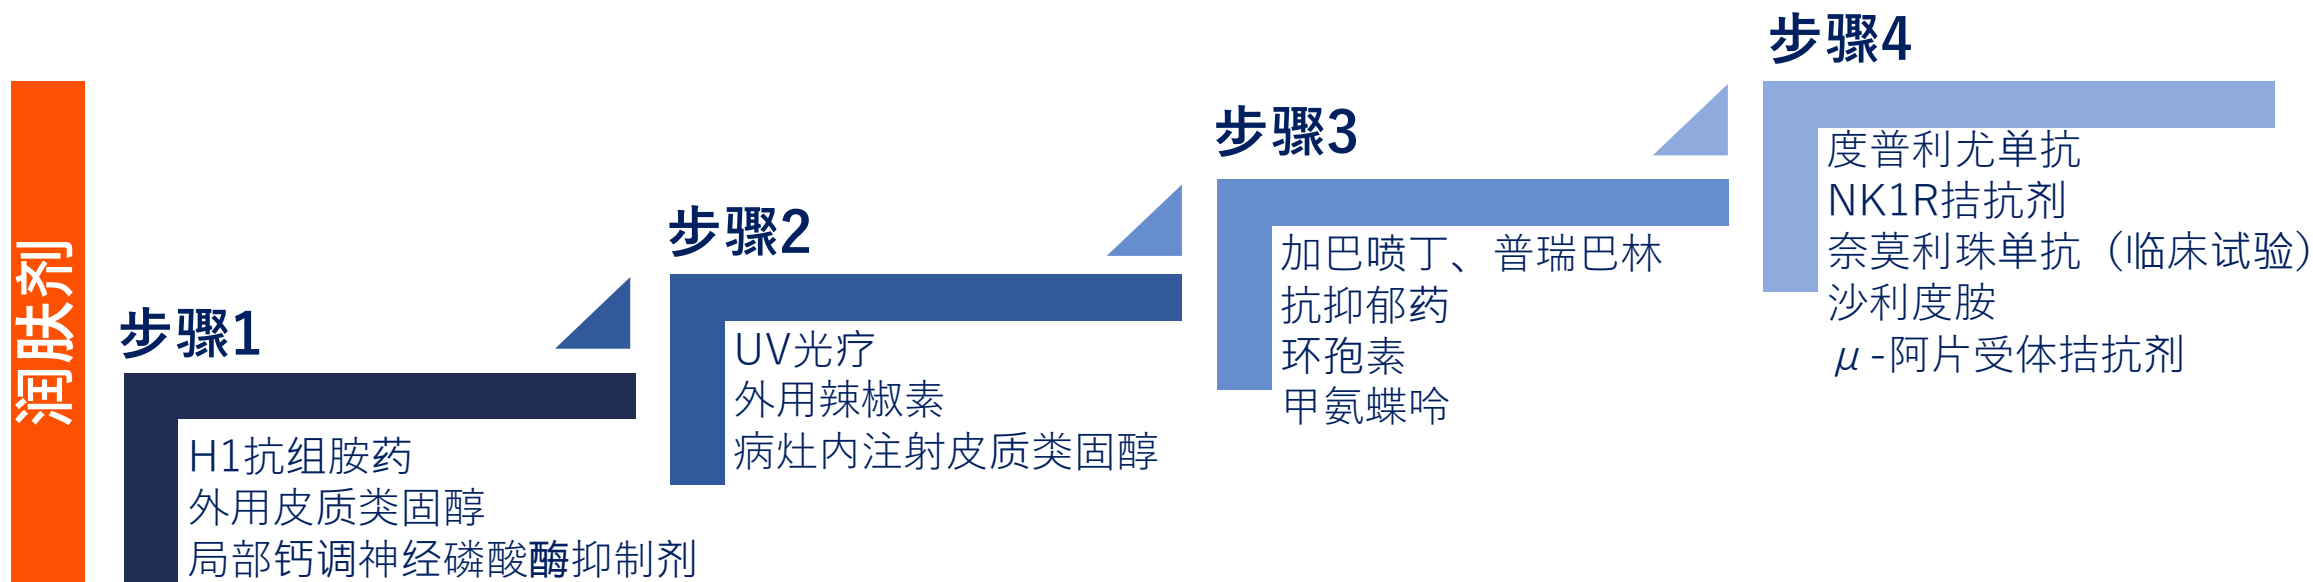 润肤剂
步骤1
H1抗组胺药
外用皮质类固醇
局部钙调神经磷酸酶抑制剂
步骤2
UV光疗
外用辣椒素
病灶内注射皮质类固醇
步骤3
加巴喷丁、普瑞巴林
抗抑郁药
环孢素
甲氨蝶呤
步骤4
度普利尤单抗
NK1R拮抗剂
奈莫利珠单抗（临床试验）
沙利度胺
μ-阿片受体拮抗剂